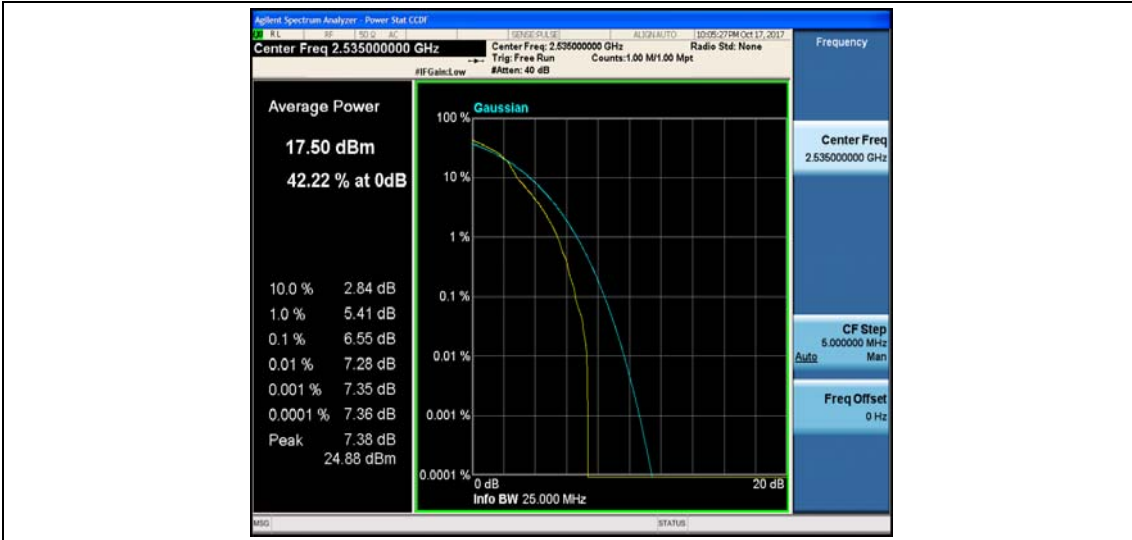 Agilent Spectrum Analyzer - Power Stat CCDF
RL RF 50 Ω AC SENSE:PULSE ALIGNAUTO 10:05:27PM Oct 17, 2017
Center Freq 2.535000000 GHz
Center Freq: 2.535000000 GHz Radio Std: None
Trig: Free Run Counts:1.00 M/1.00 Mpt
#IFGain:Low #Atten: 40 dB
Frequency
Average Power
17.50 dBm
42.22 % at 0dB
10.0 % 2.84 dB
1.0 % 5.41 dB
0.1 % 6.55 dB
0.01 % 7.28 dB
0.001 % 7.35 dB
0.0001 % 7.36 dB
Peak 7.38 dB
24.88 dBm
Gaussian
100 %
10 %
1 %
0.1 %
0.01 %
0.001 %
0.0001 %
0 dB 20 dB
Info BW 25.000 MHz
Center Freq
2.535000000 GHz
CF Step
5.000000 MHz
Auto Man
Freq Offset
0 Hz
MSG STATUS